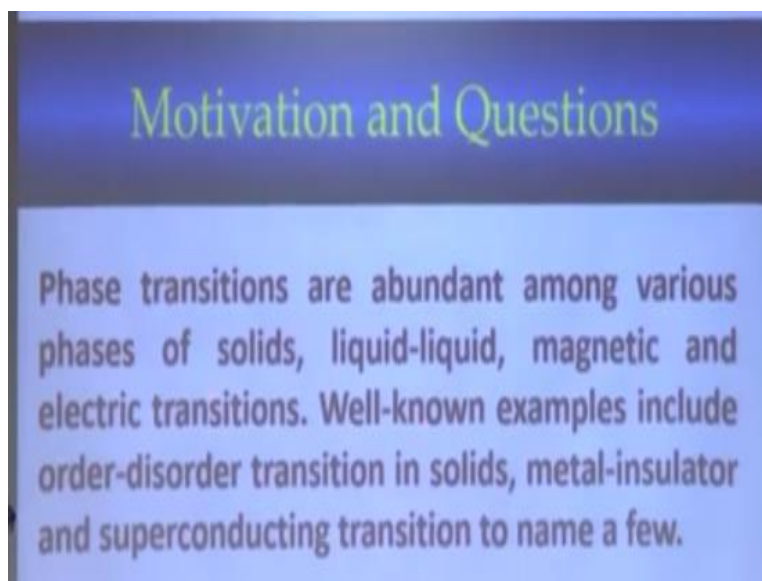 Motivation and Questions
Phase transitions are abundant among various
phases of solids, liquid-liquid, magnetic and
electric transitions. Well-known examples include
order-disorder transition in solids, metal-insulator
and superconducting transition to name a few.